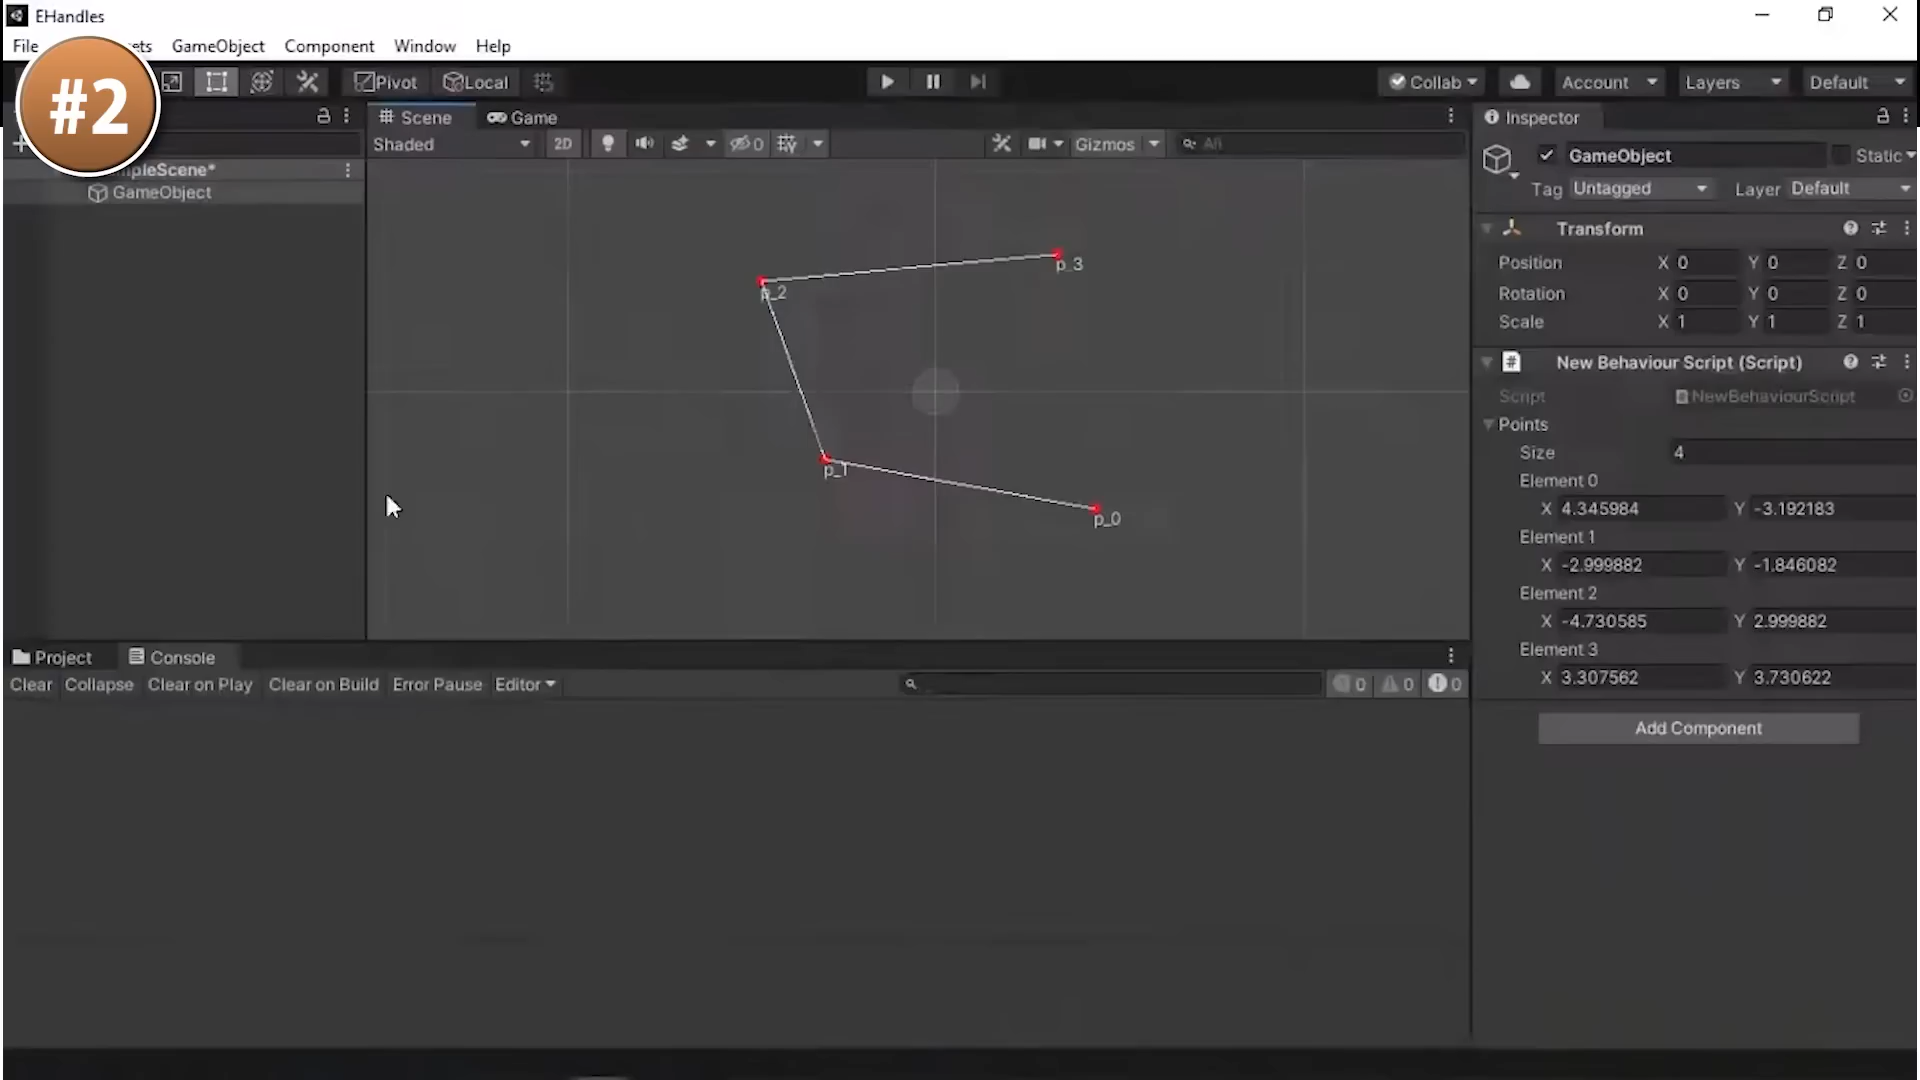 EHandles
File ets GameObject Component Window Help
#2
Pivot Local
Collab Account Layers Default
Scene Game
Inspector
Shaded 2D 0 Gizmos All
GameObject Static
mpleScene*
GameObject
Tag Untagged Layer Default
Transform
Position X 0 Y 0 Z 0
Rotation X 0 Y 0 Z 0
Scale X 1 Y 1 Z 1
p_3
p_2
p_1
p_0
New Behaviour Script (Script)
Script NewBehaviourScript
Points
Size 4
Element 0
X 4.345984 Y -3.192183
Element 1
X -2.999882 Y -1.846082
Element 2
X -4.730585 Y 2.999882
Element 3
X 3.307562 Y 3.730622
Add Component
Project Console
Clear Collapse Clear on Play Clear on Build Error Pause Editor 0 0 0